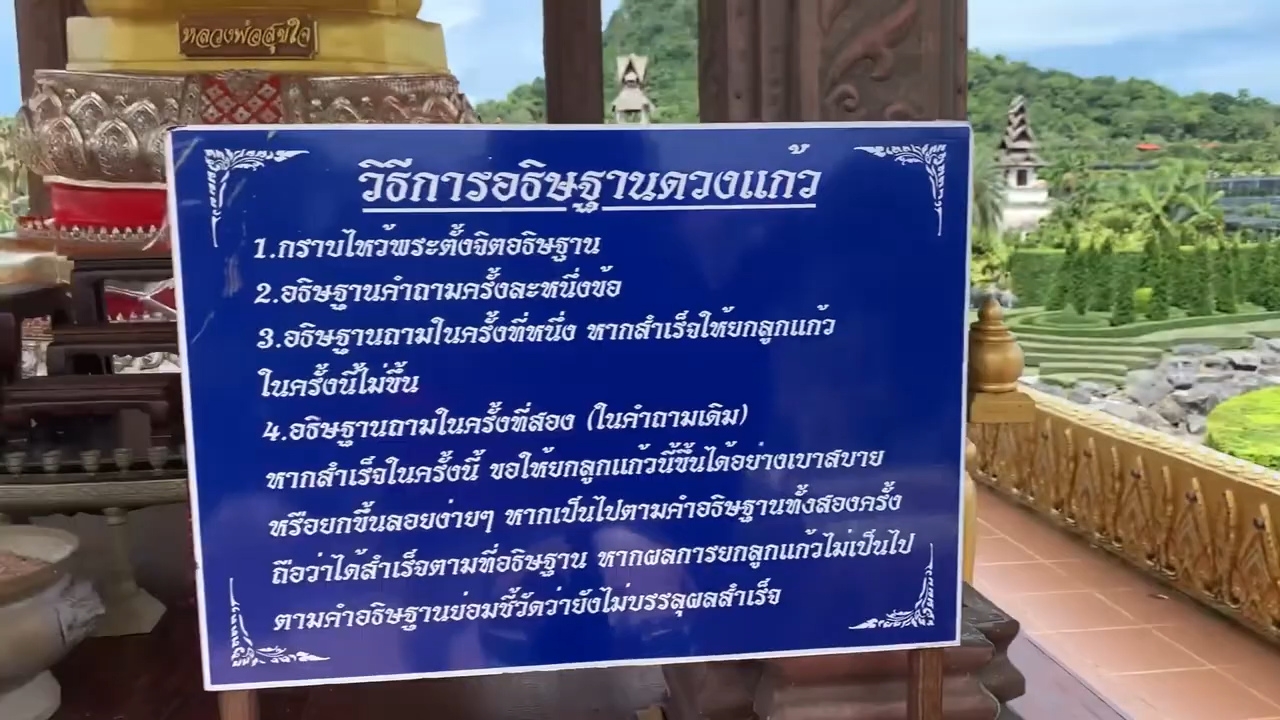 หลวงพ่อสุขใจ
วิธีการอธิษฐานดวงแก้ว
1.กราบไหว้พระตั้งจิตอธิษฐาน
2.อธิษฐานคำถามครั้งละหนึ่งข้อ
3.อธิษฐานถามในครั้งที่หนึ่ง หากสำเร็จให้ยกลูกแก้ว
ในครั้งนี้ไม่ขึ้น
4.อธิษฐานถามในครั้งที่สอง (ในคำถามเดิม)
หากสำเร็จในครั้งนี้ ขอให้ยกลูกแก้วนี้ขึ้นได้อย่างเบาสบาย
หรือยกขึ้นลอยง่ายๆ หากเป็นไปตามคำอธิษฐานทั้งสองครั้ง
ถือว่าได้สำเร็จตามที่อธิษฐาน หากผลการยกลูกแก้วไม่เป็นไป
ตามคำอธิษฐานย่อมชี้วัดว่ายังไม่บรรลุผลสำเร็จ